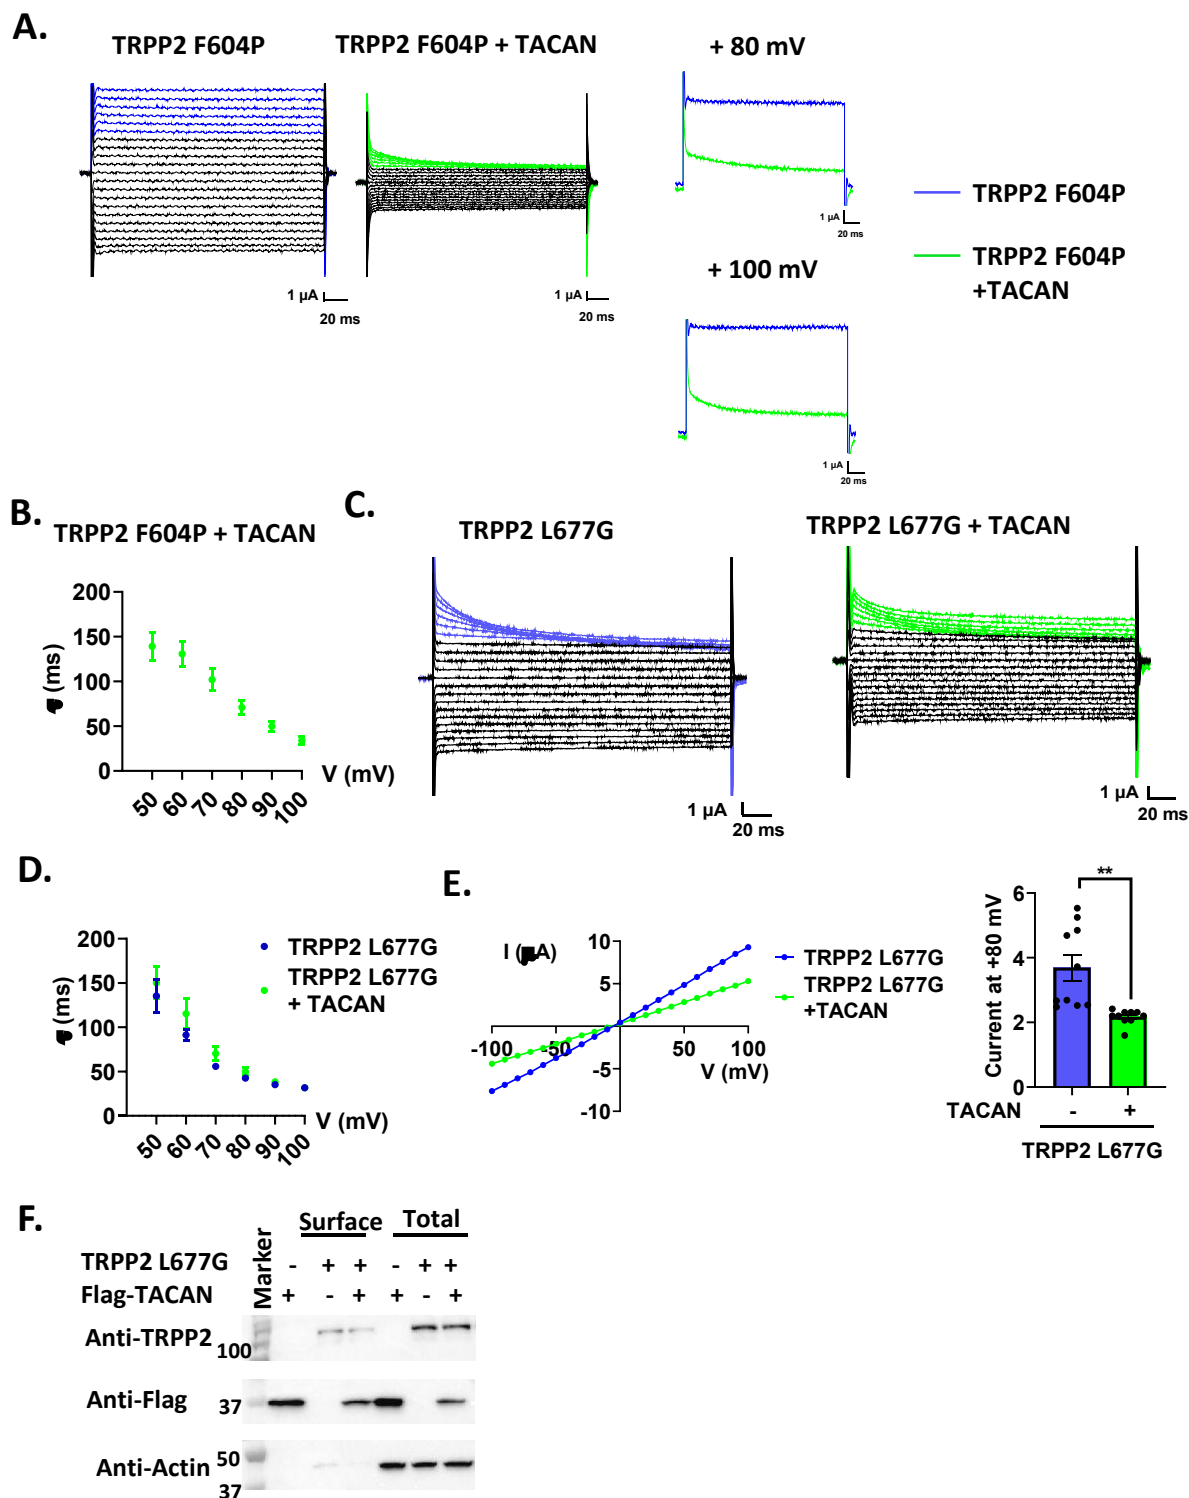 A.
TRPP2 F604P
TRPP2 F604P + TACAN
+ 80 mV
1 µA
20 ms
TRPP2 F604P
TRPP2 F604P
+TACAN
+ 100 mV
1 µA
20 ms
1 µA
20 ms
1 µA
20 ms
B.
TRPP2 F604P + TACAN
200
150
100
50
0
(ms)
V (mV)
50
60
70
80
90
100
C.
TRPP2 L677G
TRPP2 L677G + TACAN
1 µA
20 ms
1 µA
20 ms
D.
TRPP2 L677G
TRPP2 L677G
+ TACAN
200
150
100
50
0
(ms)
V (mV)
50
60
70
80
90
100
E.
I ( A)
10
-5
-10
-100
-50
50
100
V (mV)
TRPP2 L677G
TRPP2 L677G
+TACAN
**
6
4
2
0
Current at +80 mV
TACAN
-
+
TRPP2 L677G
F.
Surface
Total
Marker
TRPP2 L677G - + + - + +
Flag-TACAN + - + + - +
Anti-TRPP2
100
Anti-Flag
37
Anti-Actin
50
37